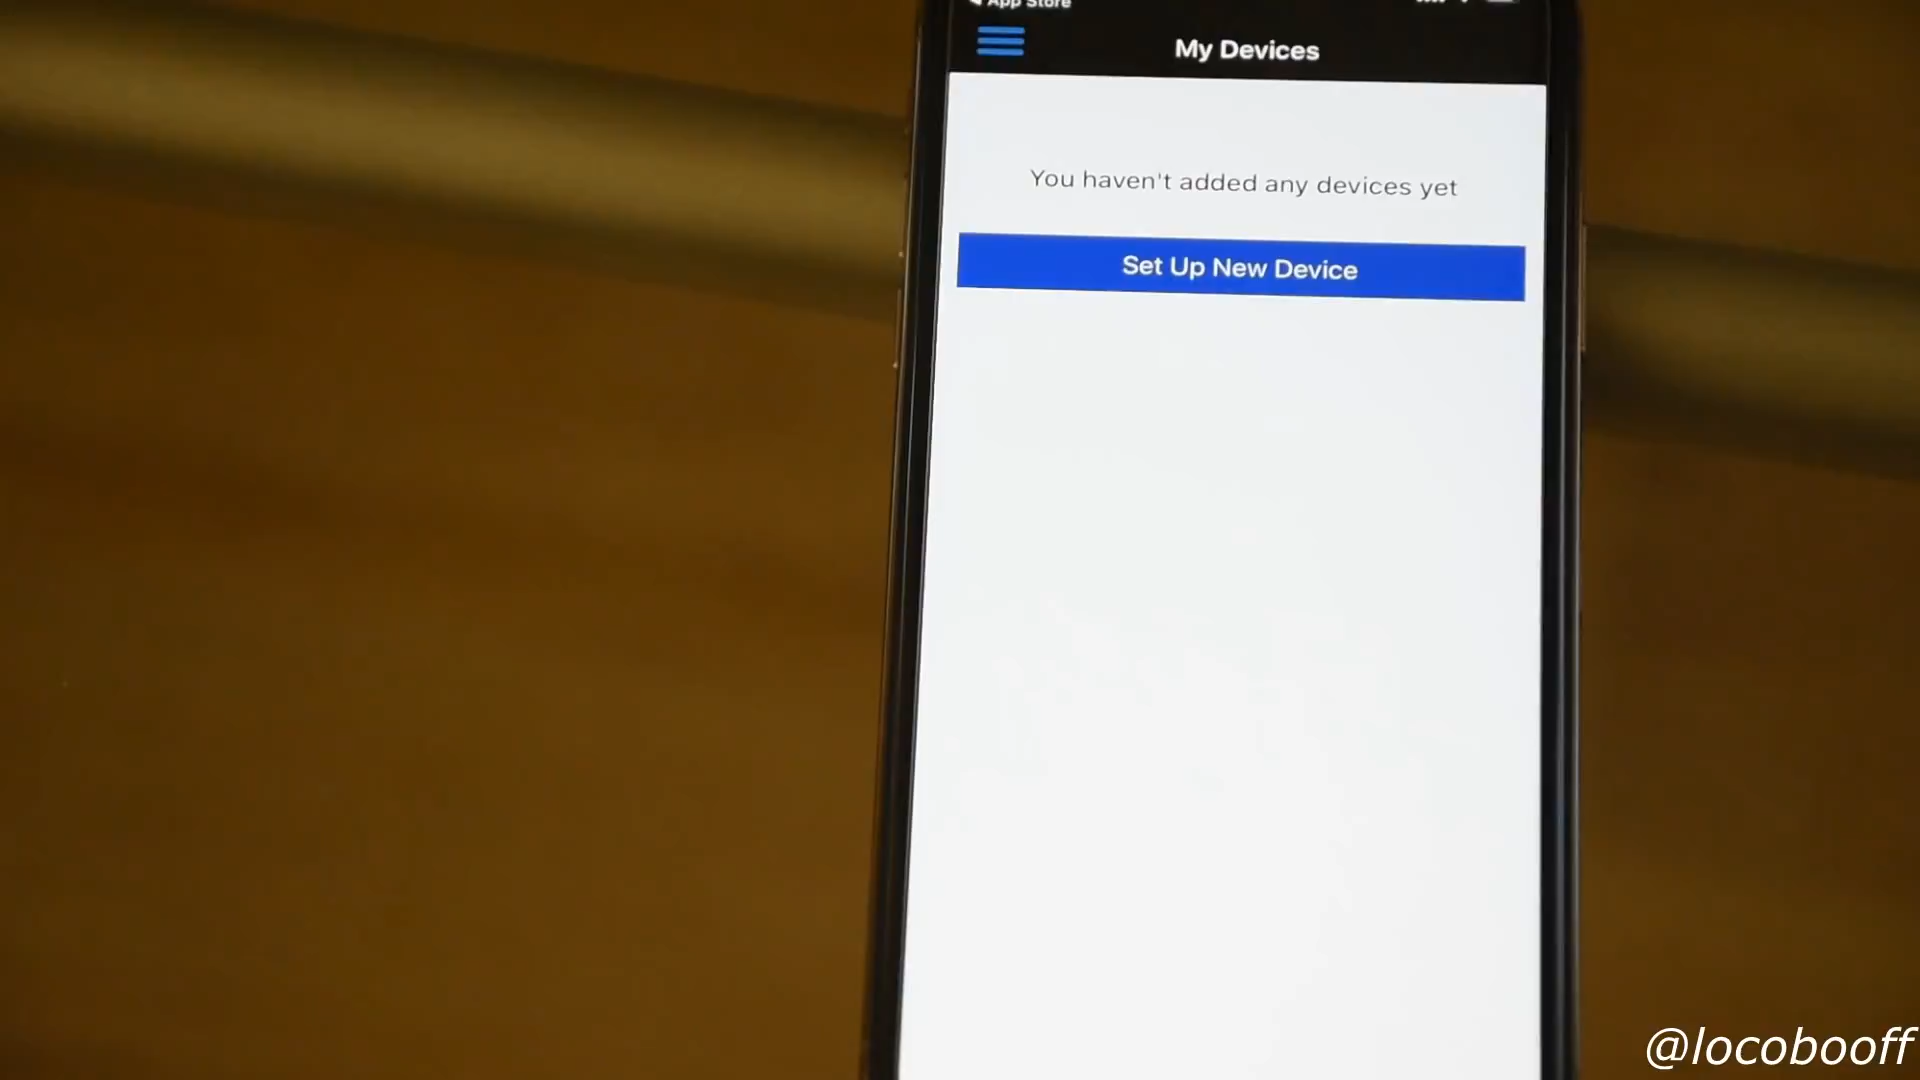 App Store
My Devices
You haven't added any devices yet
Set Up New Device
@locobooff